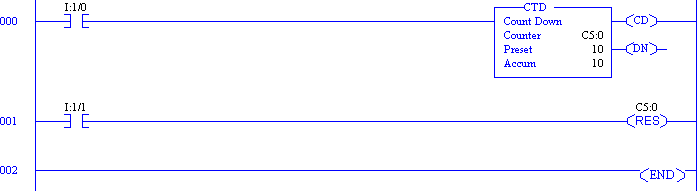 I:1/0
CTD
000
Count Down
CD
Counter C5:0
Preset 10
DN
Accum 10
I:1/1
C5:0
001
RES
002
END